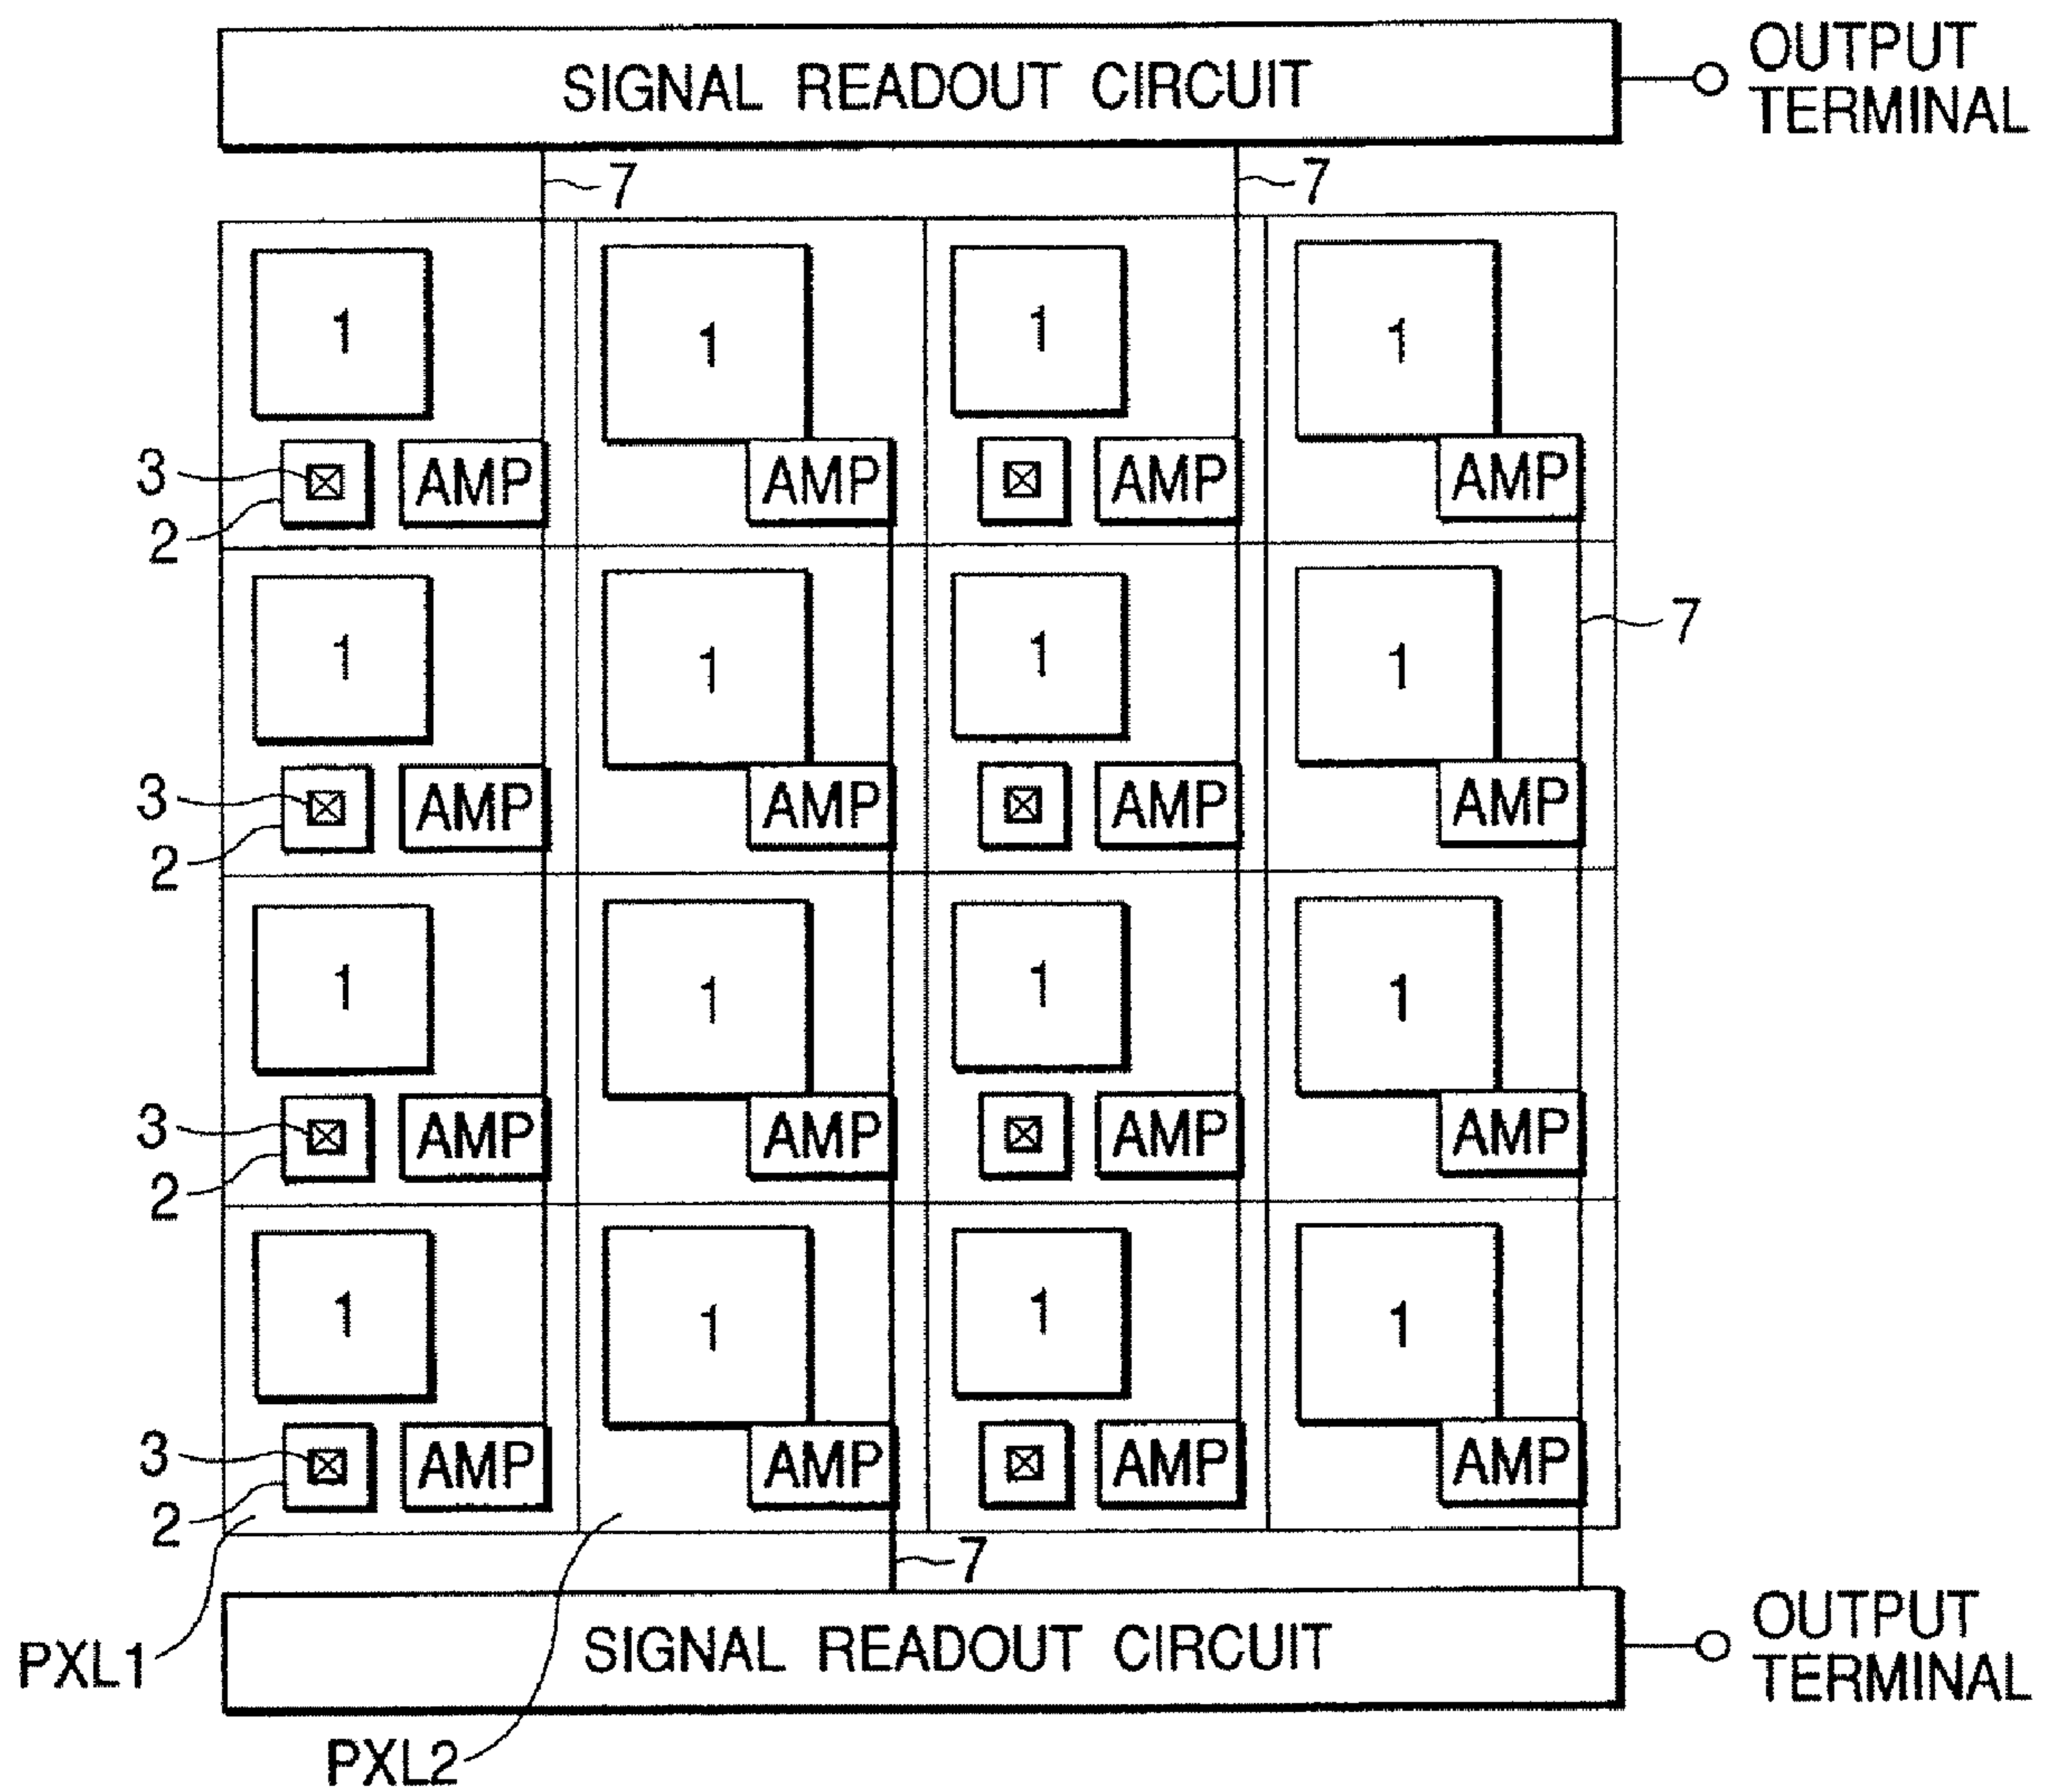 SIGNAL READOUT CIRCUIT
OUTPUT
TERMINAL
7 7
1 1 1 1
3 AMP AMP AMP AMP
2
7
1 1 1 1
3 AMP AMP AMP AMP
2
1 1 1 1
3 AMP AMP AMP AMP
2
1 1 1 1
3 AMP AMP AMP AMP
2
7
PXL1
SIGNAL READOUT CIRCUIT
OUTPUT
TERMINAL
PXL2